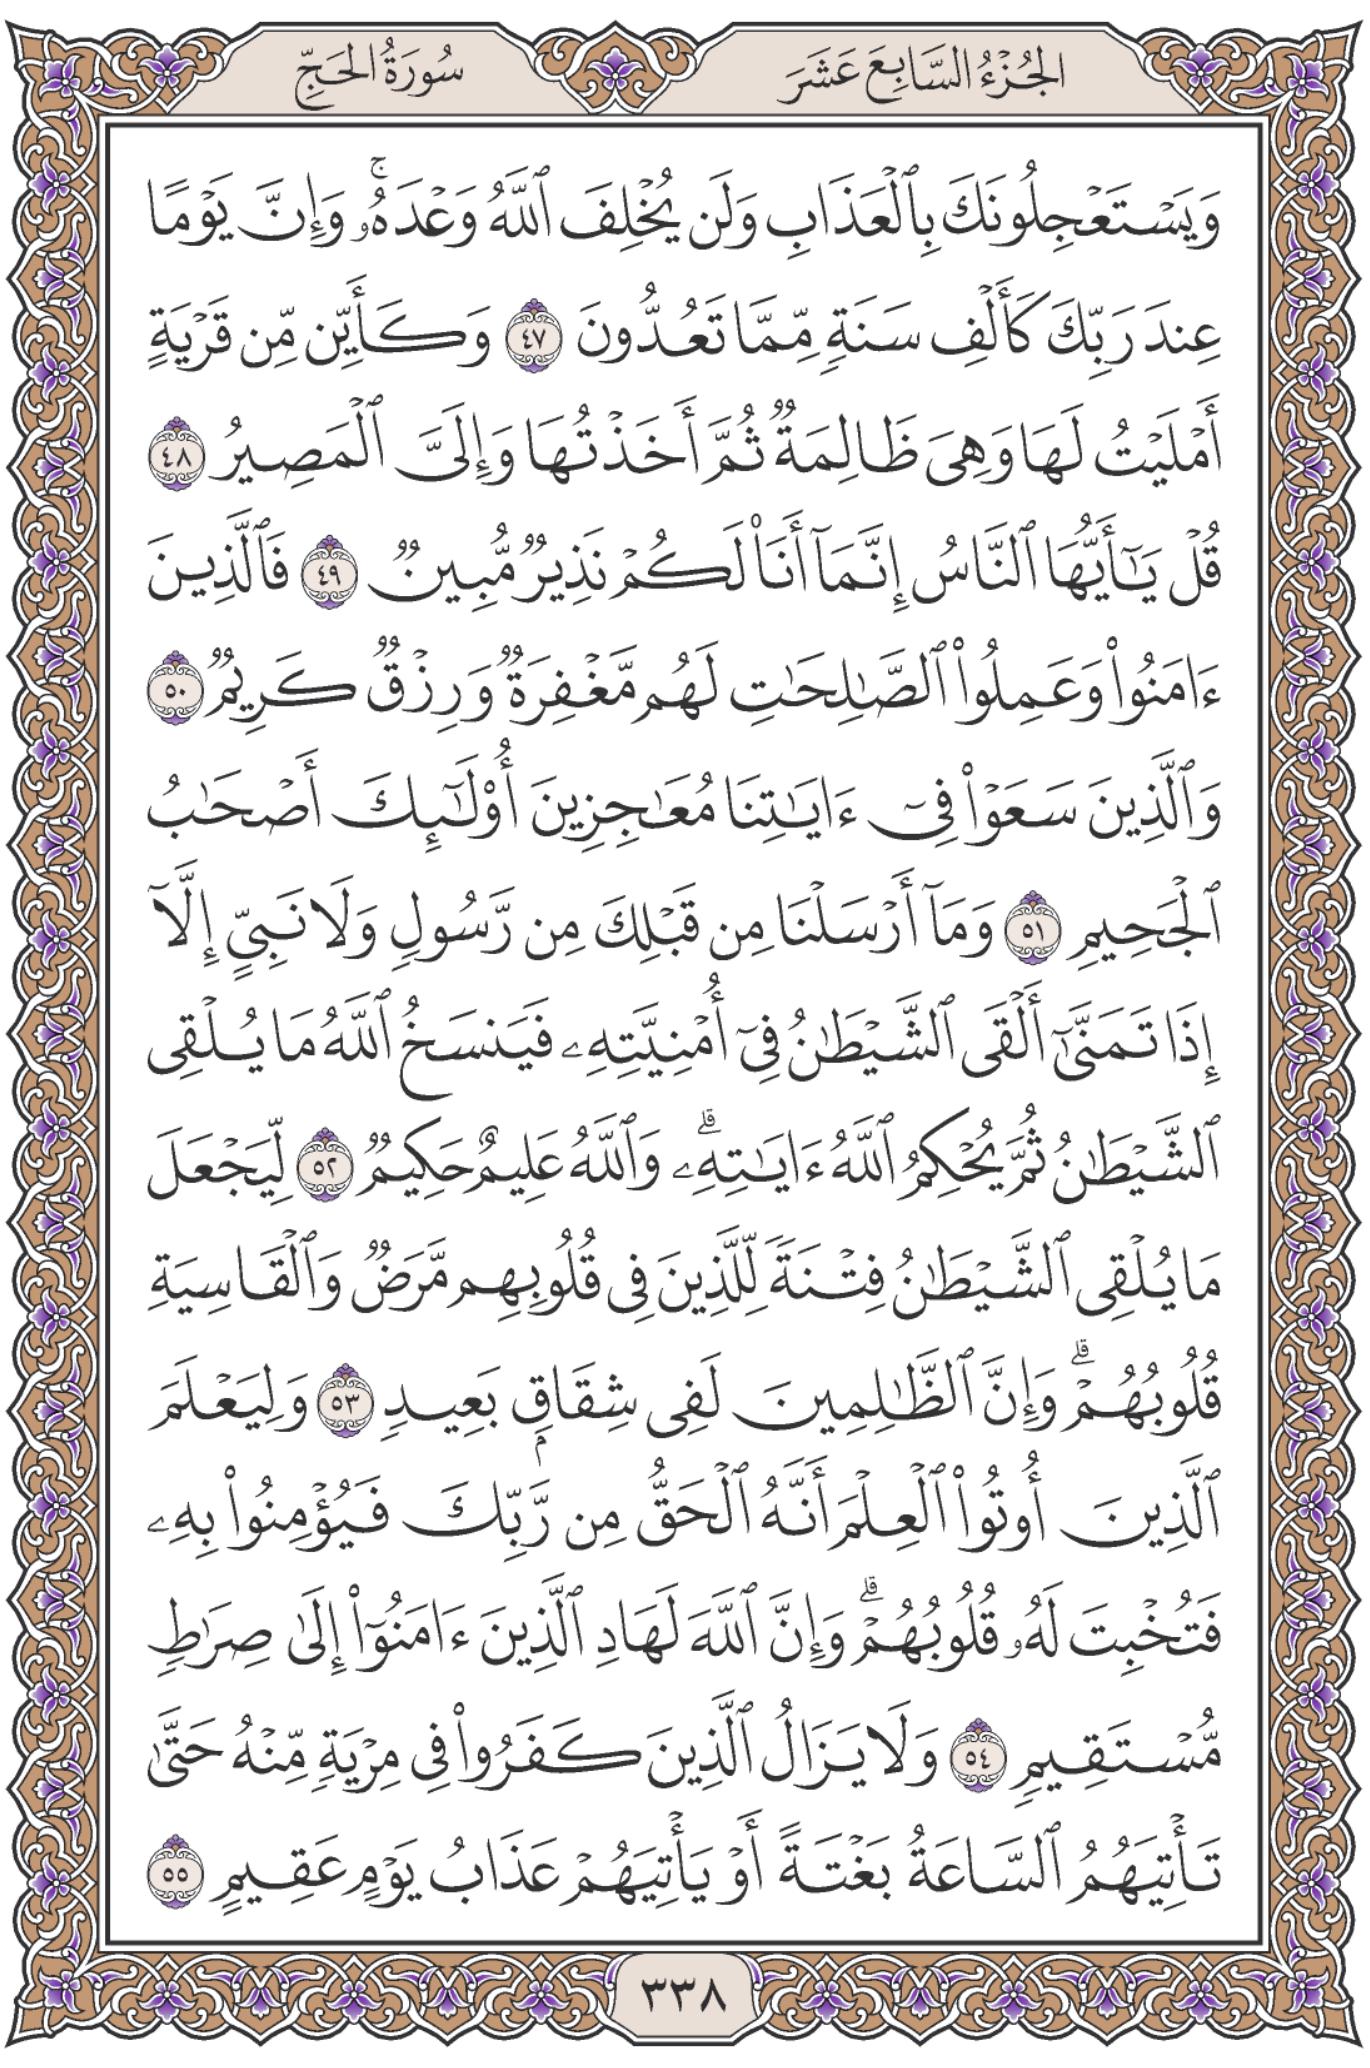 الجُزْءُ السَّابِعَ عَشَرَ
سُورَةُ الحَجِّ
وَيَسْتَعْجِلُونَكَ بِٱلْعَذَابِ وَلَن يُخْلِفَ ٱللَّهُ وَعْدَهُۥۚ وَإِنَّ يَوْمًا
عِندَ رَبِّكَ كَأَلْفِ سَنَةٍ مِّمَّا تَعُدُّونَ ٤٧ وَكَأَيِّن مِّن قَرْيَةٍ
أَمْلَيْتُ لَهَا وَهِىَ ظَالِمَةٌ ثُمَّ أَخَذْتُهَا وَإِلَىَّ ٱلْمَصِيرُ ٤٨
قُلْ يَـٰٓأَيُّهَا ٱلنَّاسُ إِنَّمَآ أَنَا۠ لَكُمْ نَذِيرٌ مُّبِينٌ ٤٩ فَٱلَّذِينَ
ءَامَنُوا۟ وَعَمِلُوا۟ ٱلصَّـٰلِحَـٰتِ لَهُم مَّغْفِرَةٌ وَرِزْقٌ كَرِيمٌ ٥٠
وَٱلَّذِينَ سَعَوْا۟ فِىٓ ءَايَـٰتِنَا مُعَـٰجِزِينَ أُو۟لَـٰٓئِكَ أَصْحَـٰبُ
ٱلْجَحِيمِ ٥١ وَمَآ أَرْسَلْنَا مِن قَبْلِكَ مِن رَّسُولٍ وَلَا نَبِىٍّ إِلَّآ
إِذَا تَمَنَّىٰٓ أَلْقَى ٱلشَّيْطَـٰنُ فِىٓ أُمْنِيَّتِهِۦ فَيَنسَخُ ٱللَّهُ مَا يُلْقِى
ٱلشَّيْطَـٰنُ ثُمَّ يُحْكِمُ ٱللَّهُ ءَايَـٰتِهِۦۗ وَٱللَّهُ عَلِيمٌ حَكِيمٌ ٥٢ لِّيَجْعَلَ
مَا يُلْقِى ٱلشَّيْطَـٰنُ فِتْنَةً لِّلَّذِينَ فِى قُلُوبِهِم مَّرَضٌ وَٱلْقَاسِيَةِ
قُلُوبُهُمْۗ وَإِنَّ ٱلظَّـٰلِمِينَ لَفِى شِقَاقٍۭ بَعِيدٍ ٥٣ وَلِيَعْلَمَ
ٱلَّذِينَ أُوتُوا۟ ٱلْعِلْمَ أَنَّهُ ٱلْحَقُّ مِن رَّبِّكَ فَيُؤْمِنُوا۟ بِهِۦ
فَتُخْبِتَ لَهُۥ قُلُوبُهُمْۗ وَإِنَّ ٱللَّهَ لَهَادِ ٱلَّذِينَ ءَامَنُوٓا۟ إِلَىٰ صِرَٰطٍ
مُّسْتَقِيمٍ ٥٤ وَلَا يَزَالُ ٱلَّذِينَ كَفَرُوا۟ فِى مِرْيَةٍ مِّنْهُ حَتَّىٰ
تَأْتِيَهُمُ ٱلسَّاعَةُ بَغْتَةً أَوْ يَأْتِيَهُمْ عَذَابُ يَوْمٍ عَقِيمٍ ٥٥
٣٣٨